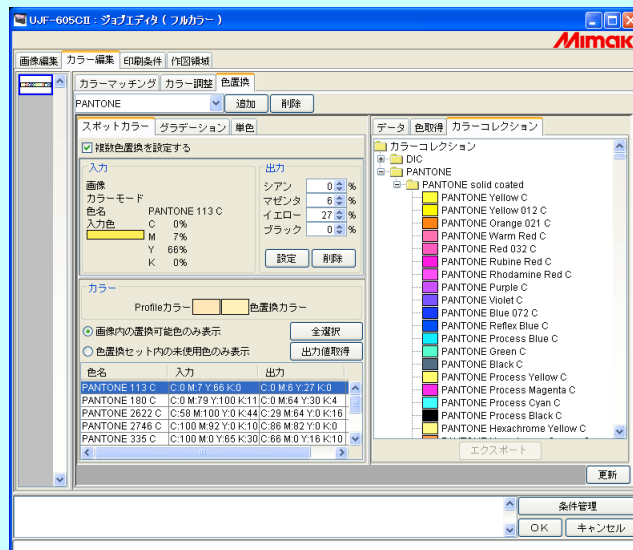 UJF-605CII：ジョブエディタ ( フルカラー )
Mimak
画像編集 カラー編集 印刷条件 作図領域
カラーマッチング カラー調整 色置換
PANTONE 追加 削除
スポットカラー グラデーション 単色
複数色置換を設定する
入力
画像
カラーモード
色名 PANTONE 113 C
入力色 C 0%
M 7%
Y 66%
K 0%
出力
シアン 0 %
マゼンタ 6 %
イエロー 27 %
ブラック 0 %
設定 削除
カラー
Profileカラー 色置換カラー
画像内の置換可能色のみ表示 全選択
色置換セット内の未使用色のみ表示 出力値取得
色名 入力 出力
PANTONE 113 C C:0 M:7 Y:66 K:0 C:0 M:6 Y:27 K:0
PANTONE 180 C C:0 M:79 Y:100 K:11 C:0 M:64 Y:30 K:4
PANTONE 2622 C C:58 M:100 Y:0 K:44 C:29 M:64 Y:0 K:16
PANTONE 2746 C C:100 M:92 Y:0 K:10 C:86 M:82 Y:0 K:0
PANTONE 335 C C:100 M:0 Y:65 K:30 C:66 M:0 Y:16 K:10
データ 色取得 カラーコレクション
カラーコレクション
DIC
PANTONE
PANTONE solid coated
PANTONE Yellow C
PANTONE Yellow 012 C
PANTONE Orange 021 C
PANTONE Warm Red C
PANTONE Red 032 C
PANTONE Rubine Red C
PANTONE Rhodamine Red C
PANTONE Purple C
PANTONE Violet C
PANTONE Blue 072 C
PANTONE Reflex Blue C
PANTONE Process Blue C
PANTONE Green C
PANTONE Black C
PANTONE Process Yellow C
PANTONE Process Magenta C
PANTONE Process Cyan C
PANTONE Process Black C
PANTONE Hexachrome Yellow C
エクスポート
更新
条件管理
OK キャンセル